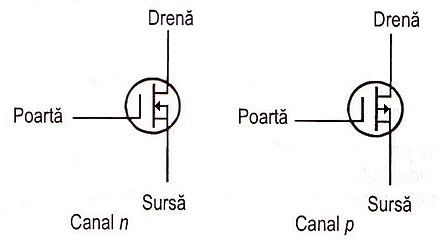 Drenă
Poartă
Sursă
Canal n
Drenă
Poartă
Sursă
Canal p